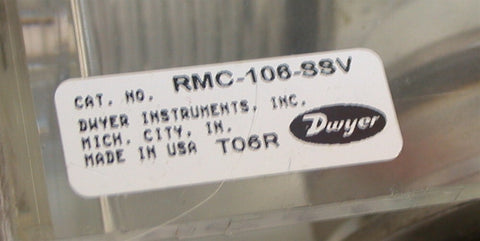 CAT. NO. RMC-106-SSV
DWYER INSTRUMENTS, INC.
MICH. CITY, IN.
MADE IN USA T06R
Dwyer